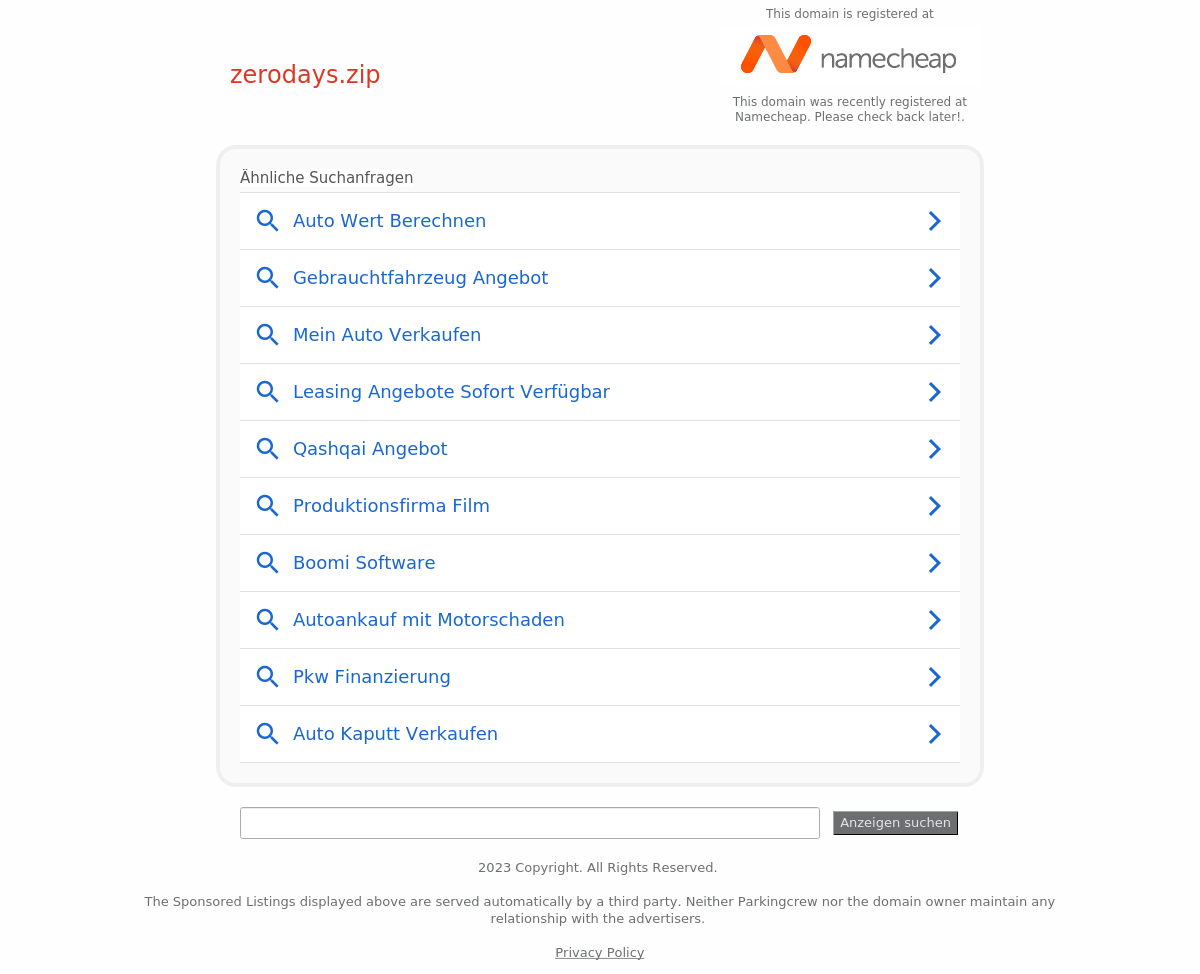 This domain is registered at
namecheap
zerodays.zip
This domain was recently registered at
Namecheap. Please check back later!.
Ähnliche Suchanfragen
Auto Wert Berechnen
Gebrauchtfahrzeug Angebot
Mein Auto Verkaufen
Leasing Angebote Sofort Verfügbar
Qashqai Angebot
Produktionsfirma Film
Boomi Software
Autoankauf mit Motorschaden
Pkw Finanzierung
Auto Kaputt Verkaufen
Anzeigen suchen
2023 Copyright. All Rights Reserved.
The Sponsored Listings displayed above are served automatically by a third party. Neither Parkingcrew nor the domain owner maintain any
relationship with the advertisers.
Privacy Policy